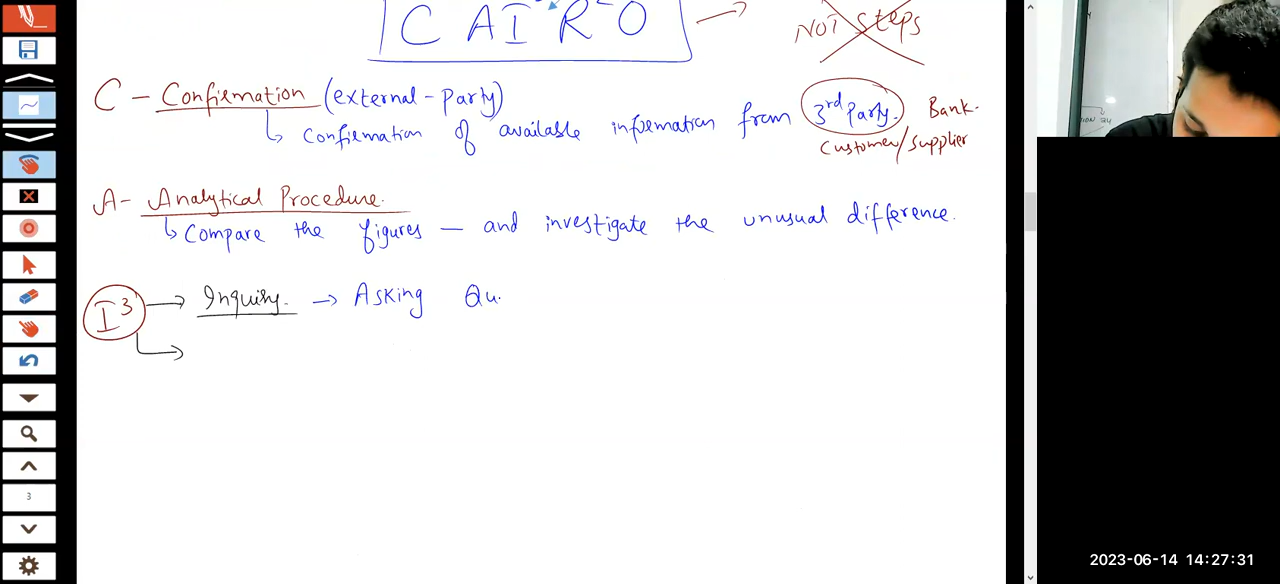 C A I R O → NOT steps
C - Confirmation (external-Party)
↳ Confirmation of available information from 3rd Party. Bank-
Customer/supplier
A- Analytical Procedure.
↳ Compare the figures — and investigate the unusual difference.
I³ → Inquiry. → Asking Qu.
3
2023-06-14 14:27:31